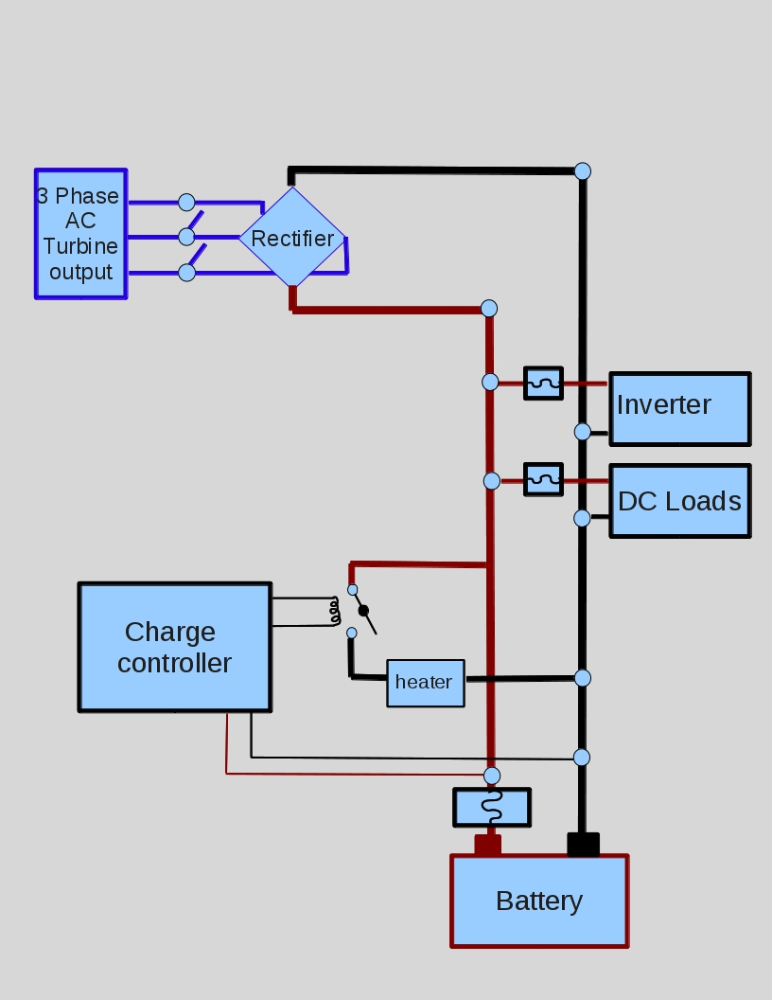 3 Phase
AC
Turbine
output
Rectifier
Inverter
DC Loads
Charge
controller
heater
Battery